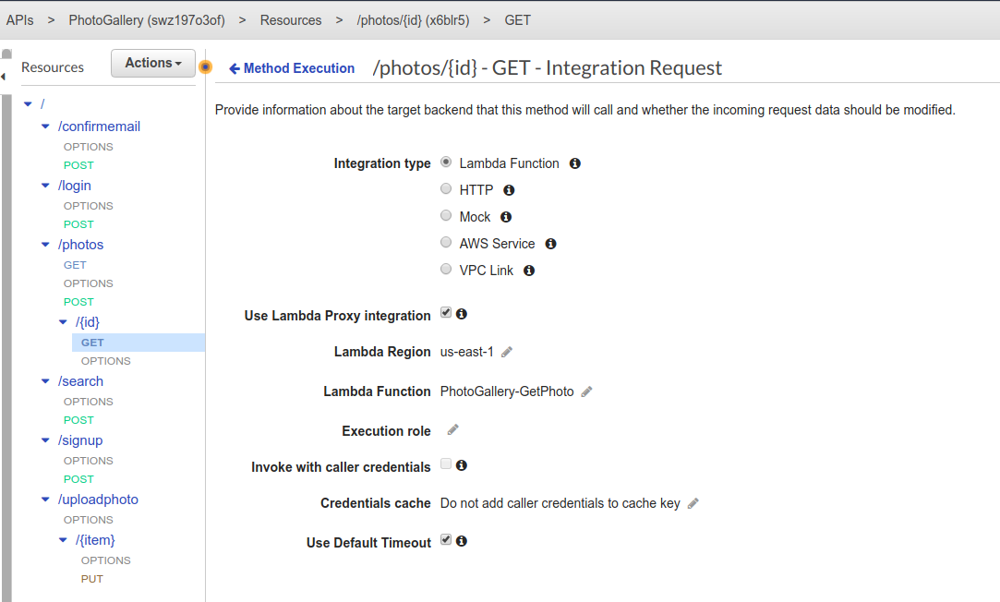 APIs > PhotoGallery (swz197o3of) > Resources > /photos/{id} (x6blr5) > GET
Resources
Actions
Method Execution
/photos/{id} - GET - Integration Request
/
/confirmemail
OPTIONS
POST
/login
OPTIONS
POST
/photos
GET
OPTIONS
POST
/{id}
GET
OPTIONS
/search
OPTIONS
POST
/signup
OPTIONS
POST
/uploadphoto
OPTIONS
/{item}
OPTIONS
PUT
Provide information about the target backend that this method will call and whether the incoming request data should be modified.
Integration type Lambda Function
HTTP
Mock
AWS Service
VPC Link
Use Lambda Proxy integration
Lambda Region us-east-1
Lambda Function PhotoGallery-GetPhoto
Execution role
Invoke with caller credentials
Credentials cache Do not add caller credentials to cache key
Use Default Timeout